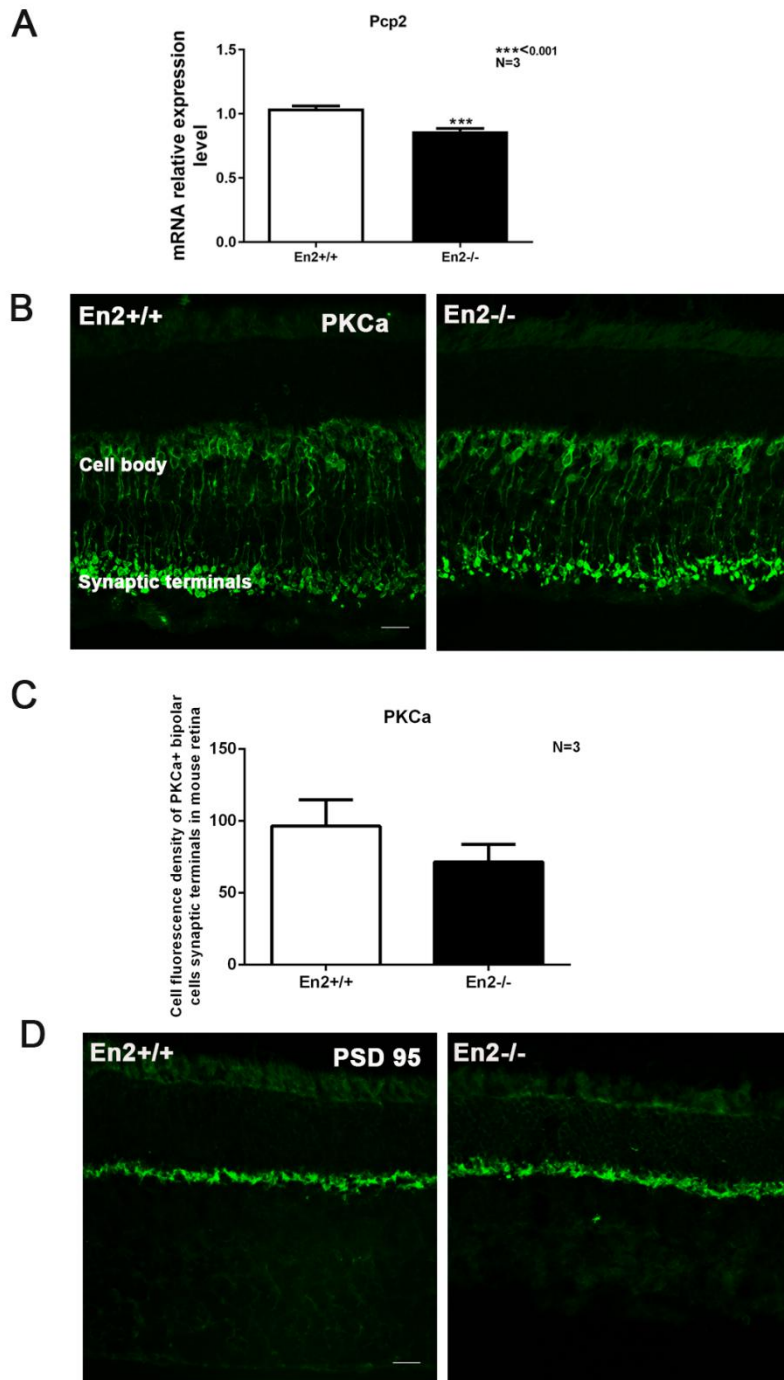 A
Pcp2
***<0.001
N=3
mRNA relative expression
level
1.5
1.0
0.5
0.0
***
En2+/+
En2-/-
B
En2+/+
PKCa
En2-/-
Cell body
Synaptic terminals
C
PKCa
N=3
Cell fluorescence density of PKCa+ bipolar
cells synaptic terminals in mouse retina
150
100
50
0
En2+/+
En2-/-
D
En2+/+
PSD 95
En2-/-